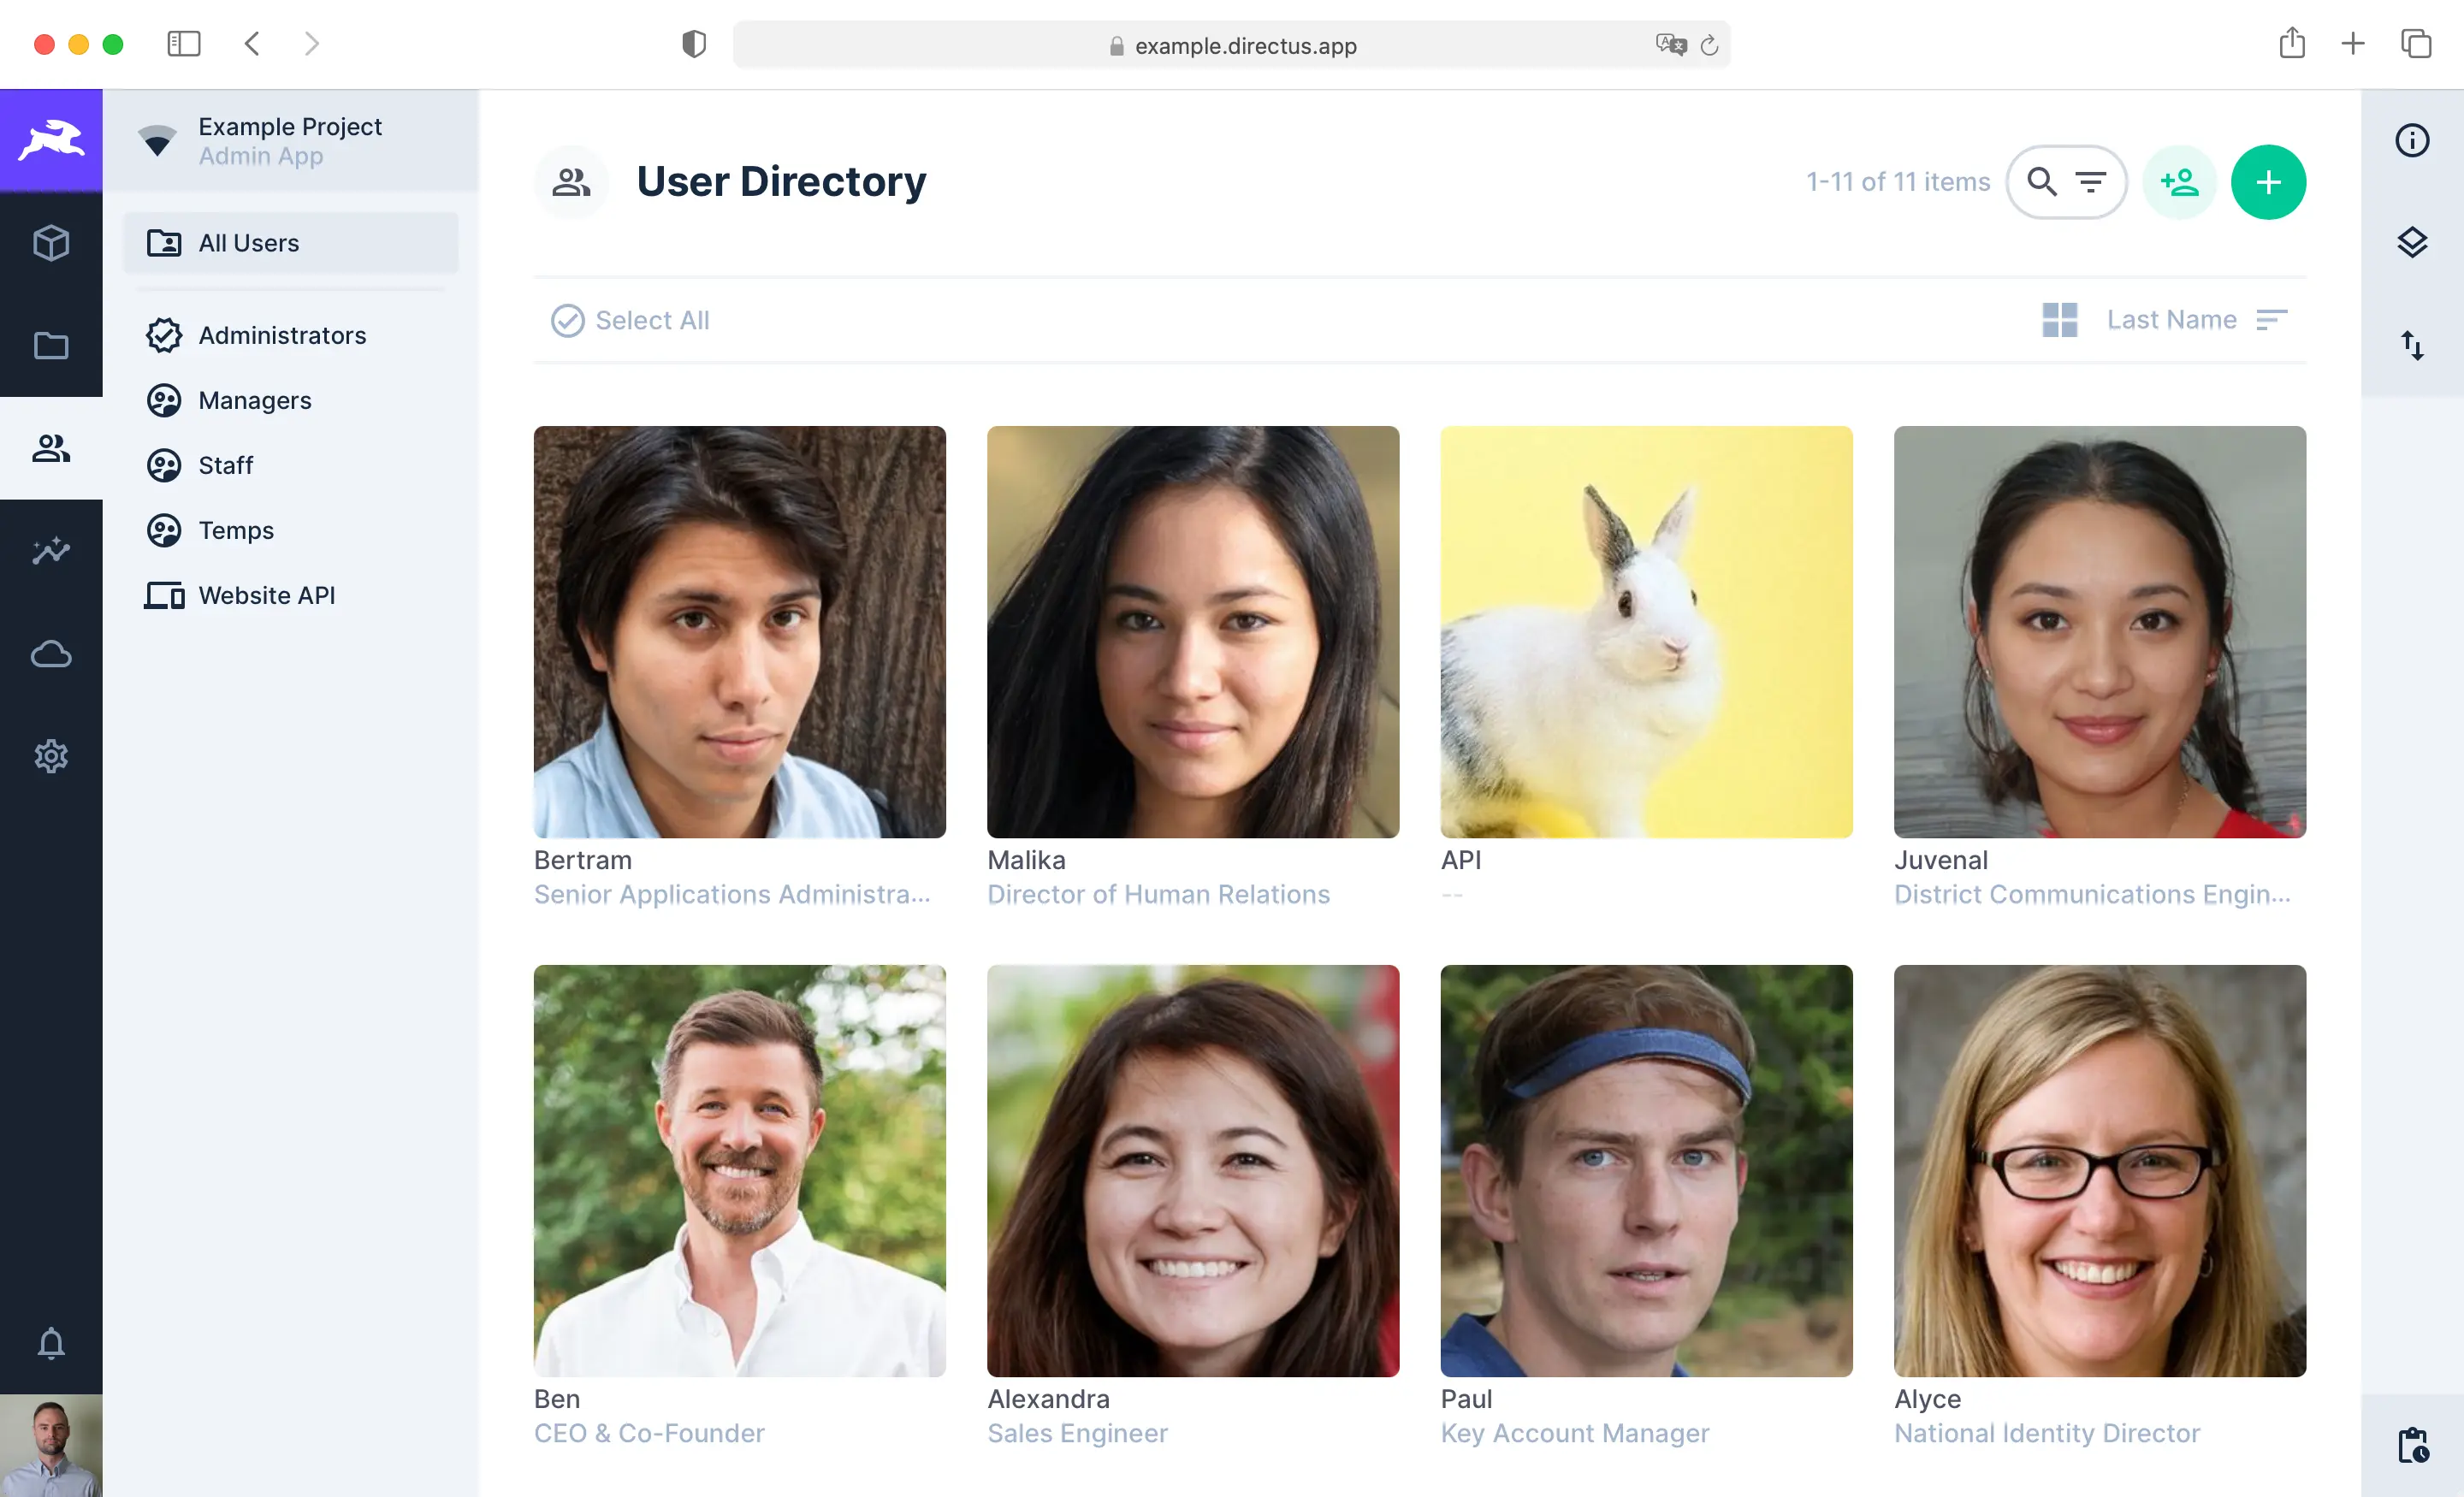 example.directus.app
Example Project
Admin App
All Users
Administrators
Managers
Staff
Temps
Website API
User Directory
1-11 of 11 items
Select All
Last Name
Bertram
Senior Applications Administra...
Malika
Director of Human Relations
API
--
Juvenal
District Communications Engin...
Ben
CEO & Co-Founder
Alexandra
Sales Engineer
Paul
Key Account Manager
Alyce
National Identity Director